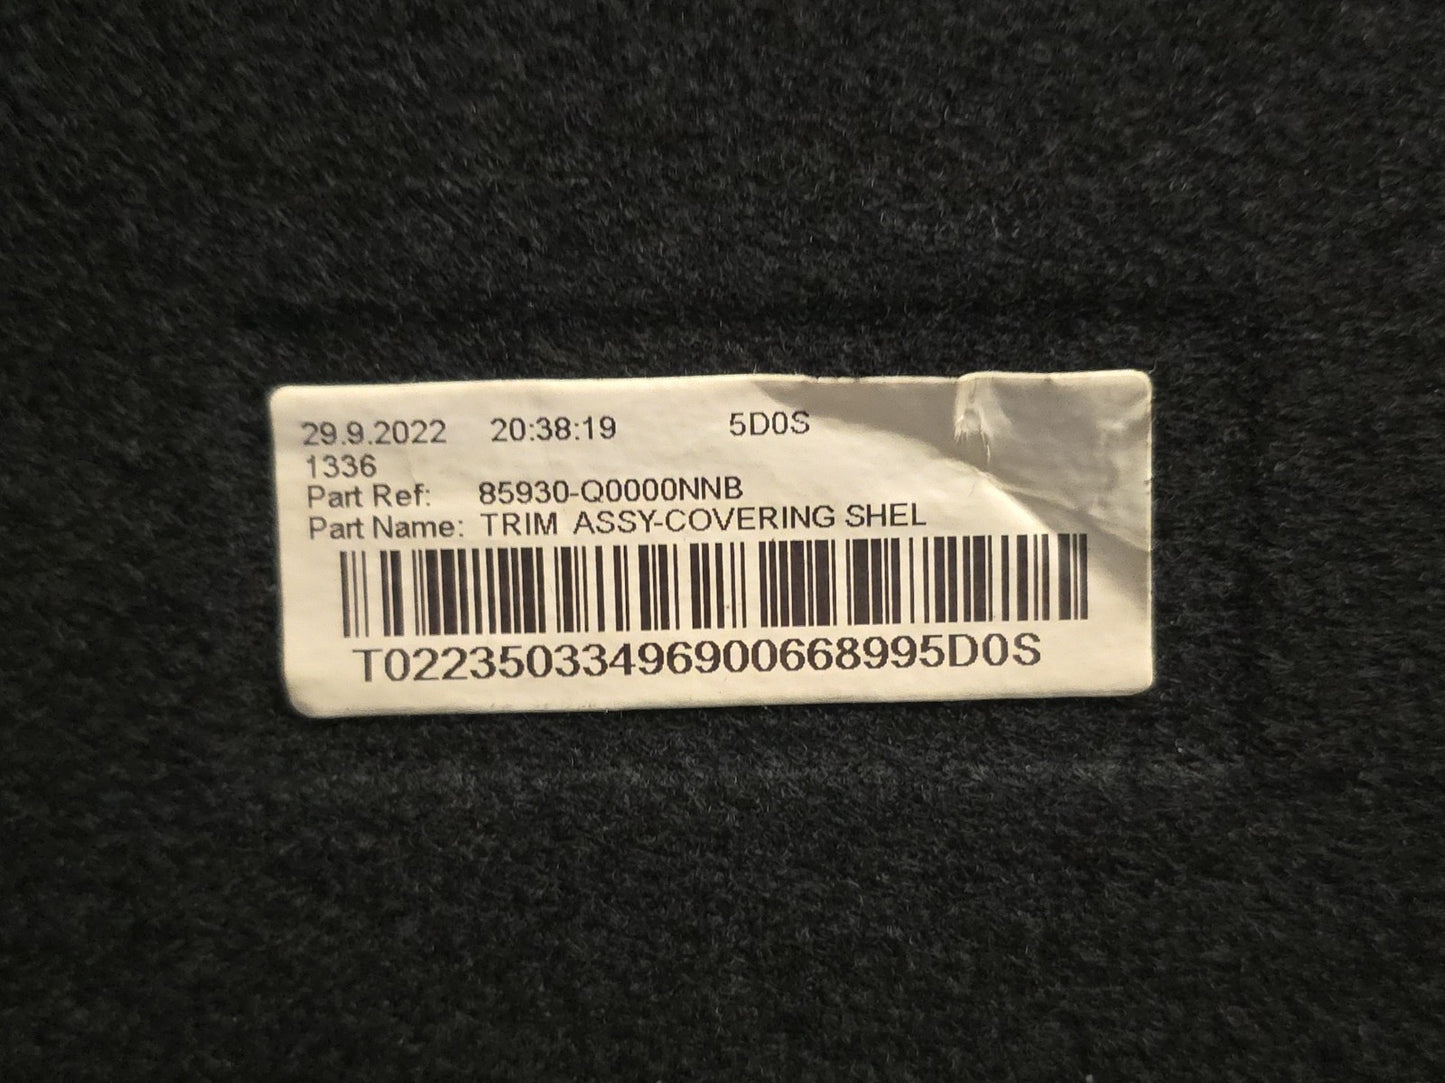 29.9.2022 20:38:19 5D0S
1336
Part Ref: 85930-Q0000NNB
Part Name: TRIM ASSY-COVERING SHEL
T02235033496900668995D0S